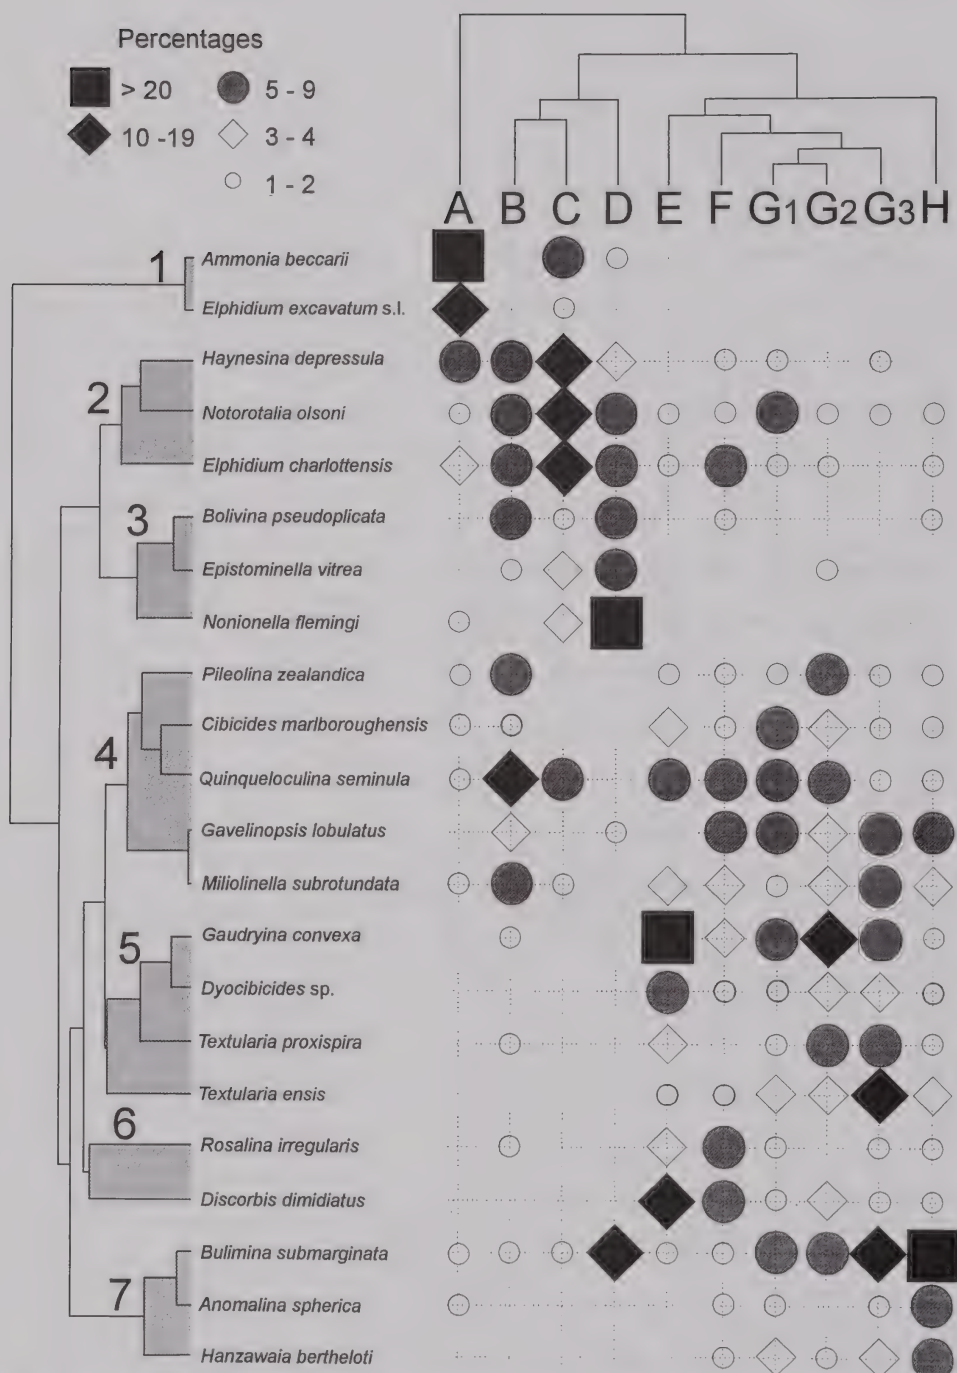 Percentages
> 20
5 - 9
10 -19
3 - 4
1 - 2
A B C D E F G1 G2 G3 H
1
Ammonia beccarii
Elphidium excavatum s.l.
2
Haynesina depressula
Notorotalia olsoni
Elphidium charlottensis
3
Bolivina pseudoplicata
Epistominella vitrea
Nonionella flemingi
4
Pileolina zealandica
Cibicides marlboroughensis
Quinqueloculina seminula
Gavelinopsis lobulatus
Miliolinella subrotundata
5
Gaudryina convexa
Dyocibicides sp.
Textularia proxispira
Textularia ensis
6
Rosalina irregularis
Discorbis dimidiatus
7
Bulimina submarginata
Anomalina spherica
Hanzawaia bertheloti